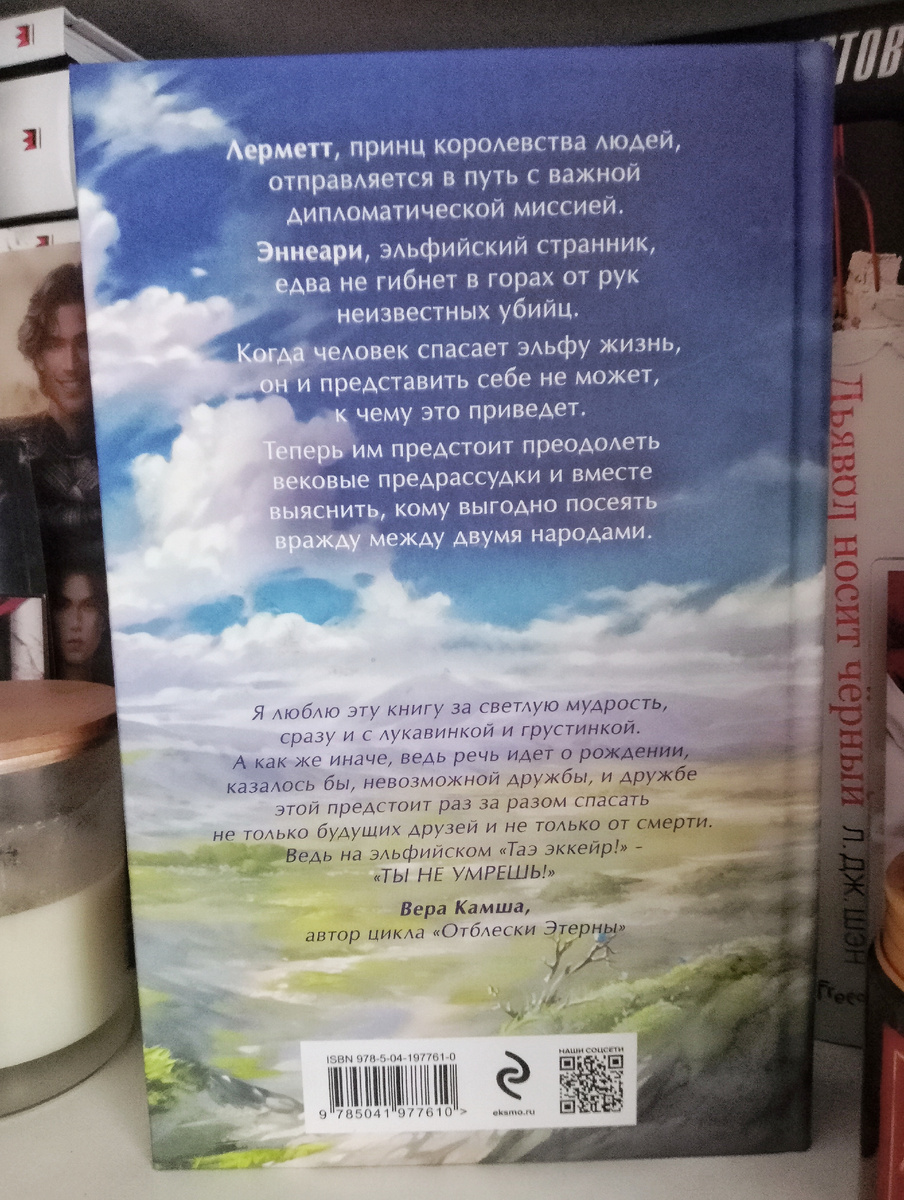 Лерметт, принц королевства людей,
отправляется в путь с важной
дипломатической миссией.
Эннеари, эльфийский странник,
едва не гибнет в горах от рук
неизвестных убийц.
Когда человек спасает эльфу жизнь,
он и представить себе не может,
к чему это приведет.
Теперь им предстоит преодолеть
вековые предрассудки и вместе
выяснить, кому выгодно посеять
вражду между двумя народами.
Я люблю эту книгу за светлую мудрость,
сразу и с лукавинкой и грустинкой.
А как же иначе, ведь речь идет о рождении,
казалось бы, невозможной дружбы, и дружбе
этой предстоит раз за разом спасать
не только будущих друзей и не только от смерти.
Ведь на эльфийском «Таэ эккейр!» -
«ТЫ НЕ УМРЕШЬ!»
Вера Камша,
автор цикла «Отблески Этерны»
ISBN 978-5-04-197761-0
9 785041 977610 >
eksmo.ru
НАШИ СОЦСЕТИ
Дьявол носит чёрный
Л. ДЖ. ШЭН